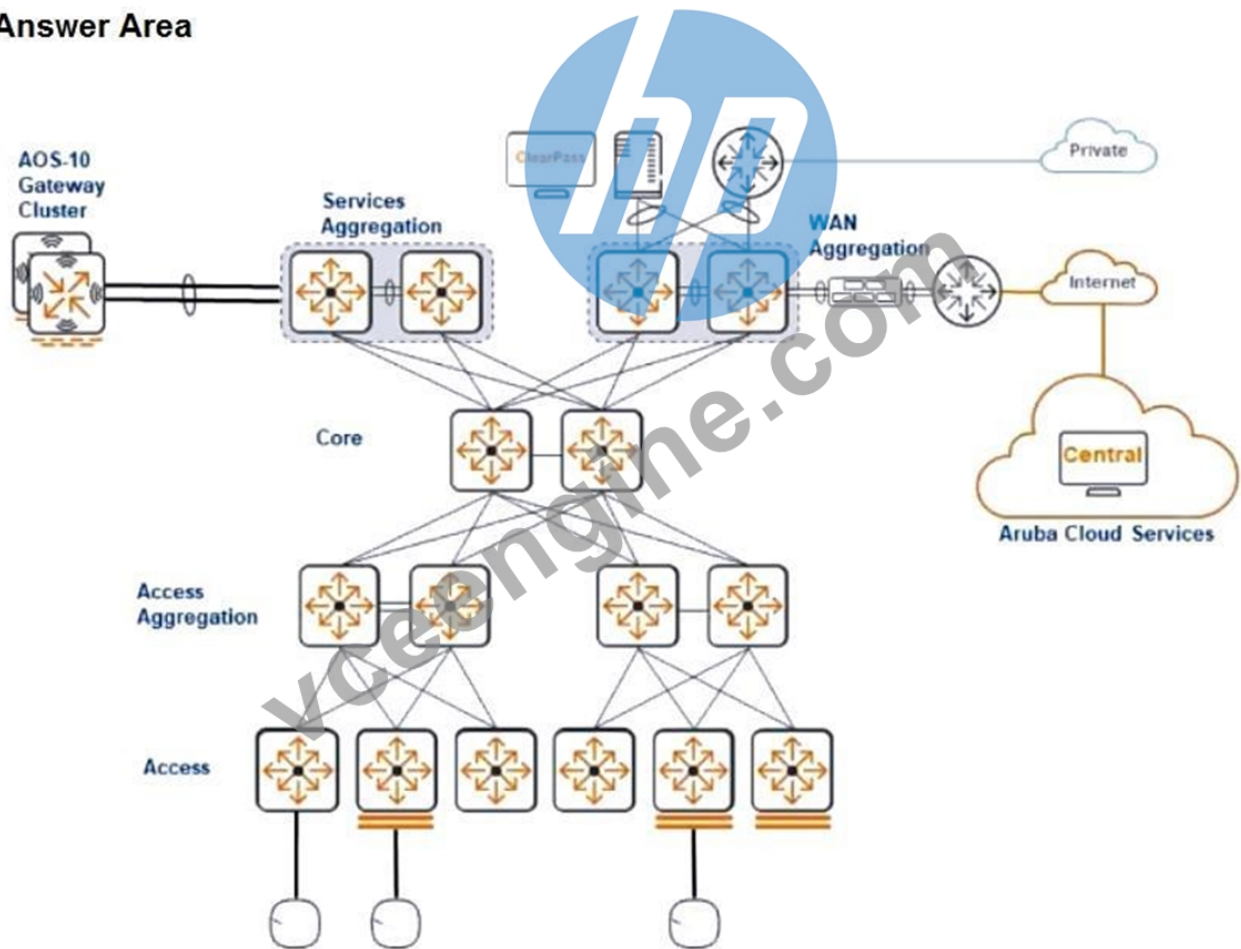 Answer Area
hp
ClearPass
Private
AOS-10
Gateway
Cluster
Services
Aggregation
WAN
Aggregation
Internet
Core
Central
Aruba Cloud Services
Access
Aggregation
Access
vceengine.com